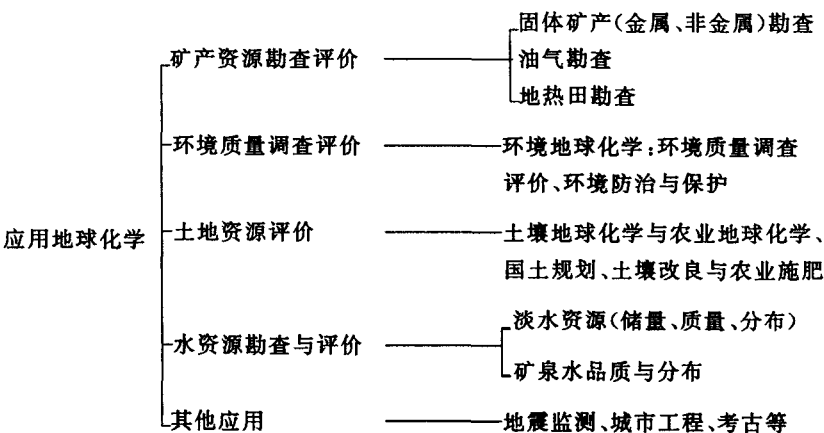 应用地球化学
矿产资源勘查评价
固体矿产(金属、非金属)勘查
油气勘查
地热田勘查
环境质量调查评价
环境地球化学:环境质量调查
评价、环境防治与保护
土地资源评价
土壤地球化学与农业地球化学、
国土规划、土壤改良与农业施肥
水资源勘查与评价
淡水资源(储量、质量、分布)
矿泉水品质与分布
其他应用
地震监测、城市工程、考古等